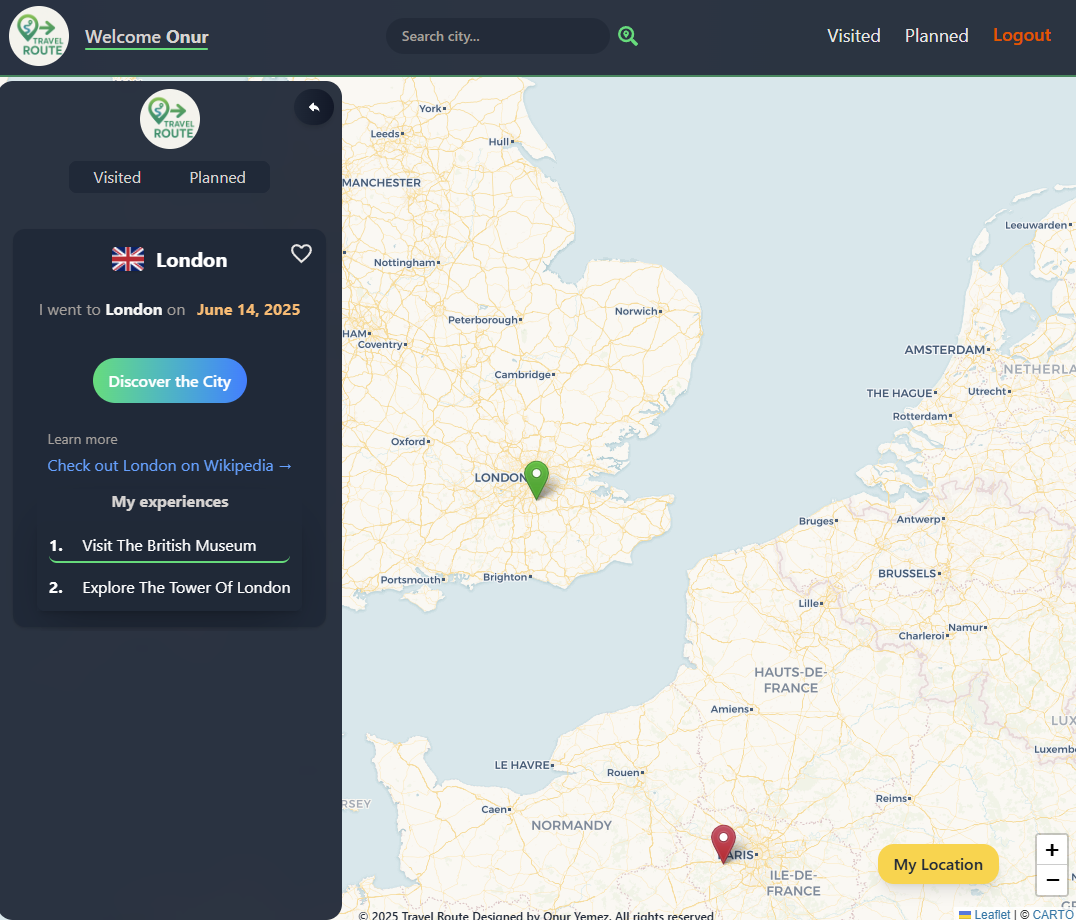 TRAVEL
ROUTE
Welcome Onur
Search city...
Visited
Planned
Logout
TRAVEL
ROUTE
Visited
Planned
London
I went to London on June 14, 2025
Discover the City
Learn more
Check out London on Wikipedia →
My experiences
1. Visit The British Museum
2. Explore The Tower Of London
York
Leeds
Hull
MANCHESTER
Leeuwarden
Nottingham
Norwich
Peterborough
HAM
Coventry
AMSTERDAM
Cambridge
NETHERLA
THE HAGUE
Utrecht
Rotterdam
Oxford
LONDON
Bruges
Antwerp
Portsmouth
Brighton
BRUSSELS
Lille
Namur
Charleroi
HAUTS-DE-
FRANCE
Amiens
LUX
Luxembo
LE HAVRE
Rouen
RSEY
Caen
Reims
NORMANDY
ARIS
My Location
ILE-DE-
FRANCE
+
−
© 2025 Travel Route Designed by Onur Yemez. All rights reserved
Leaflet | © CARTO